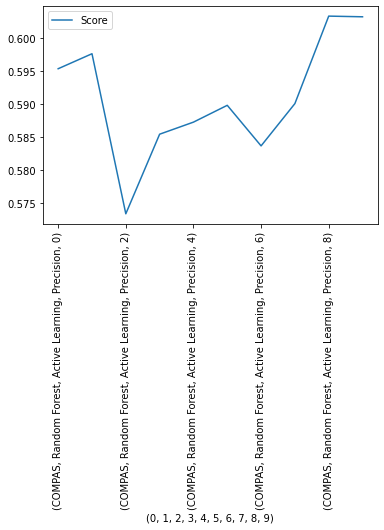 Score
0.600
0.595
0.590
0.585
0.580
0.575
(COMPAS, Random Forest, Active Learning, Precision, 0)
(COMPAS, Random Forest, Active Learning, Precision, 2)
(COMPAS, Random Forest, Active Learning, Precision, 4)
(COMPAS, Random Forest, Active Learning, Precision, 6)
(COMPAS, Random Forest, Active Learning, Precision, 8)
(0, 1, 2, 3, 4, 5, 6, 7, 8, 9)